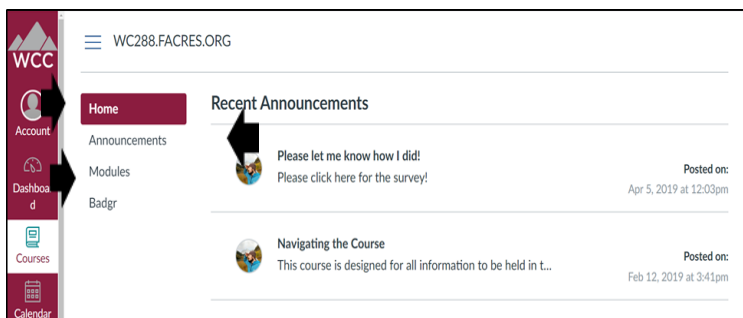 WCC
Account
Dashboa
d
Courses
Calendar
WC288.FACRES.ORG
Home
Announcements
Modules
Badgr
Recent Announcements
Please let me know how I did!
Please click here for the survey!
Posted on:
Apr 5, 2019 at 12:03pm
Navigating the Course
This course is designed for all information to be held in t...
Posted on:
Feb 12, 2019 at 3:41pm